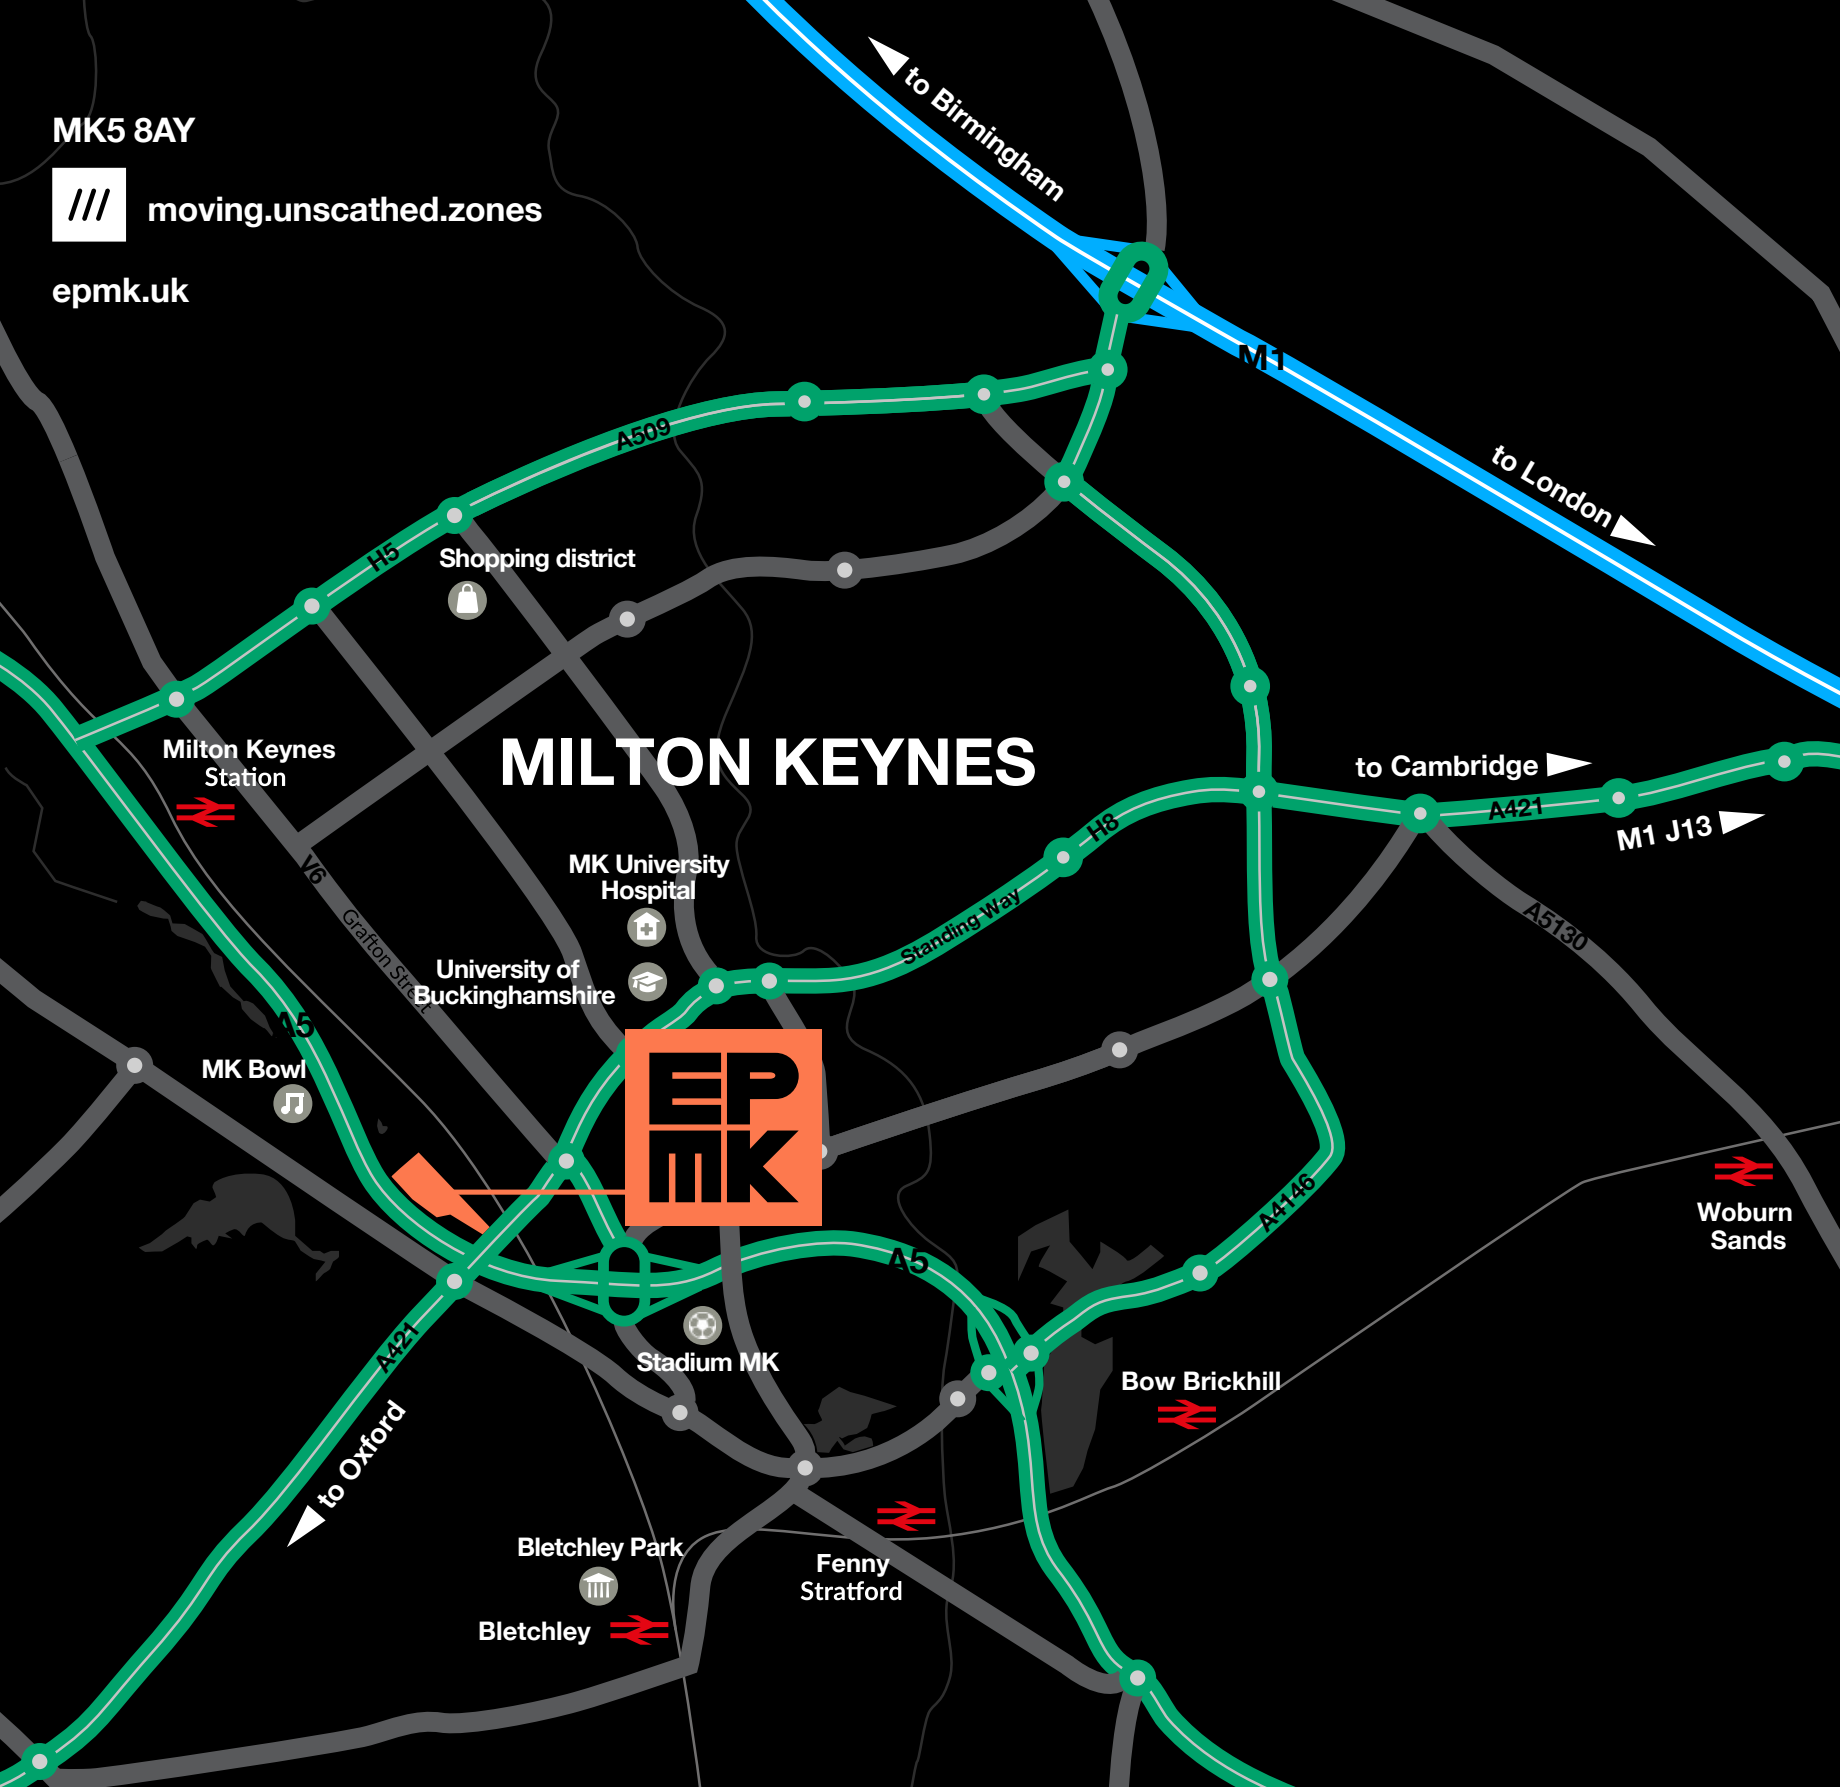 MK5 8AY
moving.unscathed.zones
epmk.uk
to Birmingham
M1
to London
A509
H5
Shopping district
Milton Keynes
Station
MILTON KEYNES
to Cambridge
A421
M1 J13
H8
Standing Way
V6
Grafton Street
MK University
Hospital
University of
Buckinghamshire
A5130
A5
MK Bowl
EP
MK
A4146
Woburn
Sands
A5
Stadium MK
A421
to Oxford
Bow Brickhill
Bletchley Park
Fenny
Stratford
Bletchley